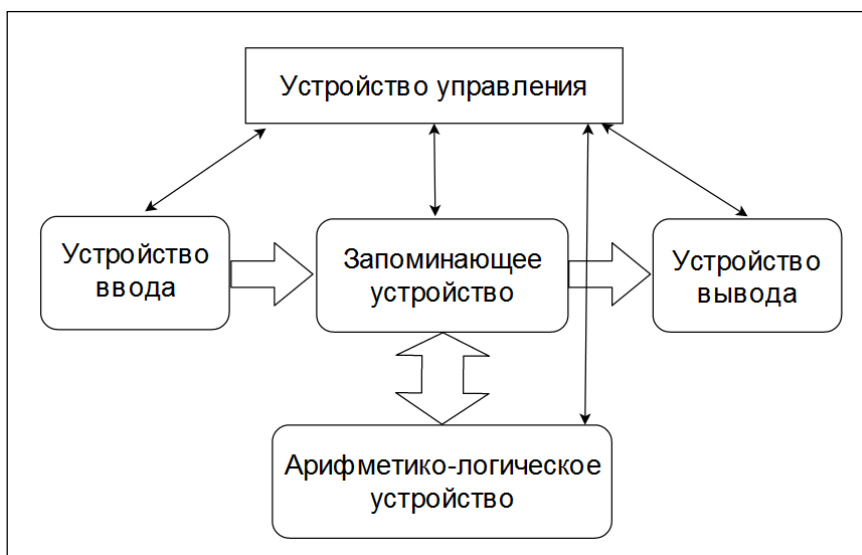 Устройство управления
Устройство
ввода
Запоминающее
устройство
Устройство
вывода
Арифметико-логическое
устройство